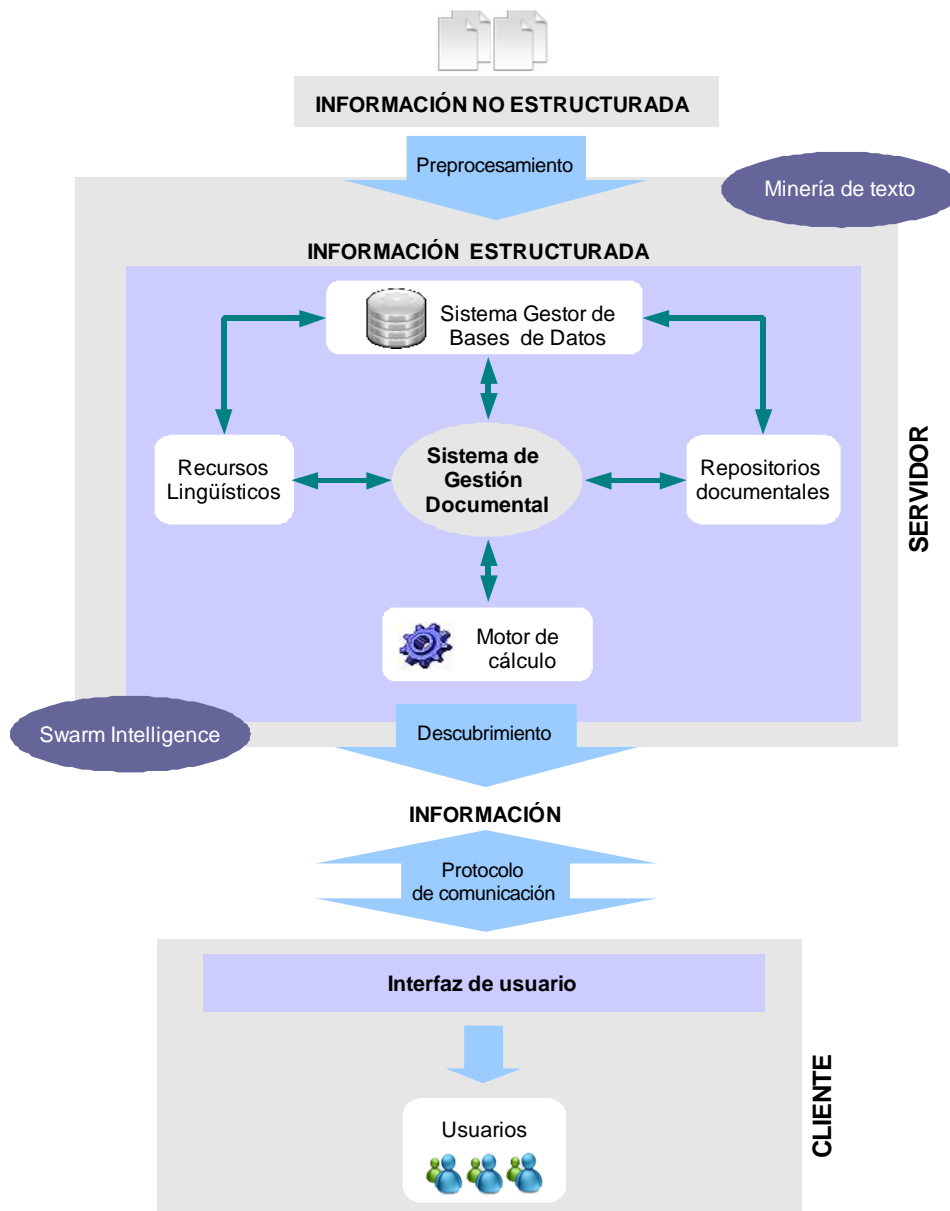 INFORMACIÓN NO ESTRUCTURADA
Preprocesamiento
Minería de texto
INFORMACIÓN ESTRUCTURADA
Sistema Gestor de
Bases de Datos
Recursos
Lingüísticos
Sistema de
Gestión
Documental
Repositorios
documentales
SERVIDOR
Motor de
cálculo
Swarm Intelligence
Descubrimiento
INFORMACIÓN
Protocolo
de comunicación
Interfaz de usuario
CLIENTE
Usuarios